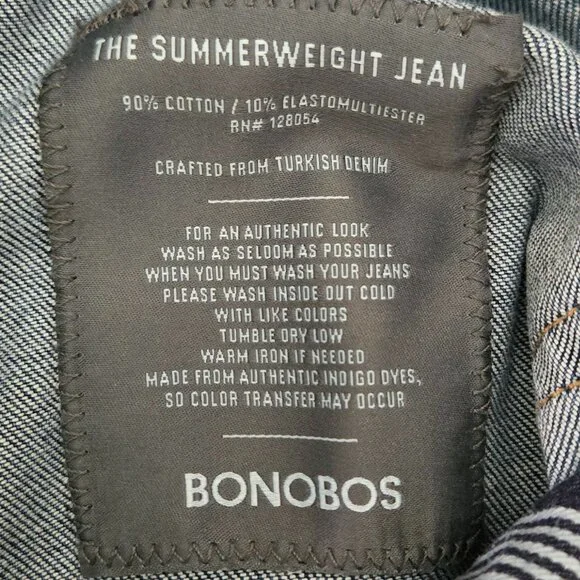 THE SUMMERWEIGHT JEAN
90% COTTON / 10% ELASTOMULTIESTER
RN# 128054
CRAFTED FROM TURKISH DENIM
FOR AN AUTHENTIC LOOK
WASH AS SELDOM AS POSSIBLE
WHEN YOU MUST WASH YOUR JEANS
PLEASE WASH INSIDE OUT COLD
WITH LIKE COLORS
TUMBLE DRY LOW
WARM IRON IF NEEDED
MADE FROM AUTHENTIC INDIGO DYES,
SO COLOR TRANSFER MAY OCCUR
BONOBOS